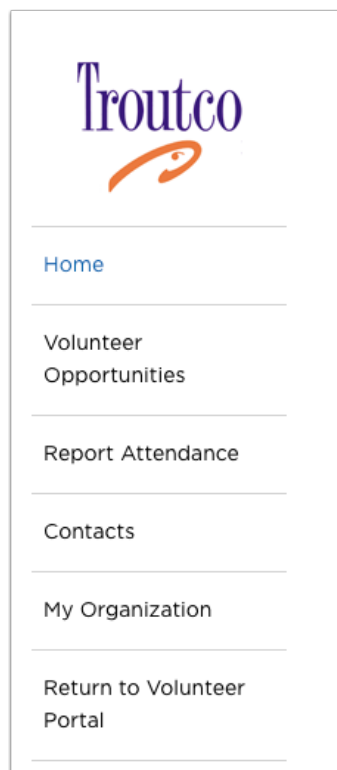 Troutco
Home
Volunteer
Opportunities
Report Attendance
Contacts
My Organization
Return to Volunteer
Portal